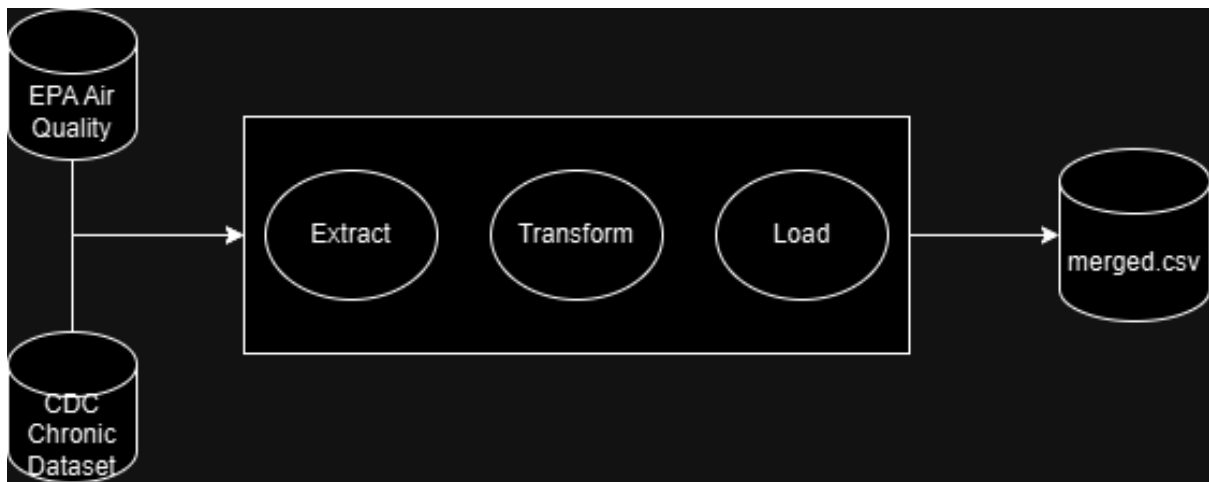 EPA Air
Quality
CDC
Chronic
Dataset
Extract
Transform
Load
merged.csv